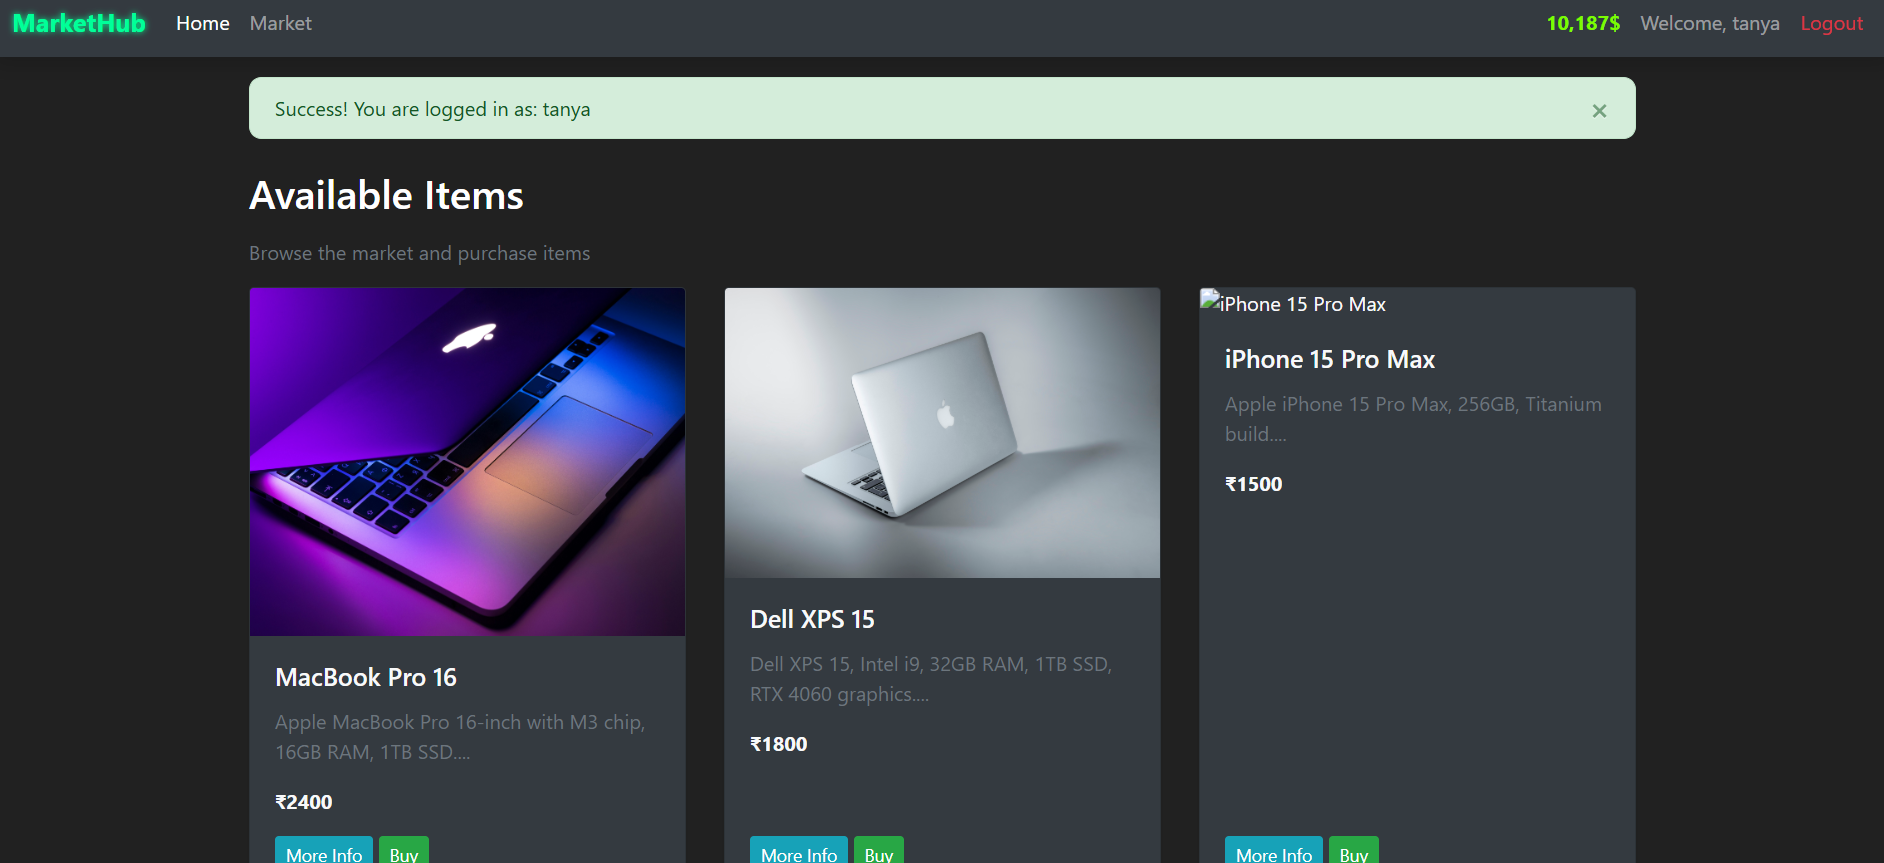 MarketHub Home Market 10,187$ Welcome, tanya Logout
Success! You are logged in as: tanya ×
Available Items
Browse the market and purchase items
MacBook Pro 16
Apple MacBook Pro 16-inch with M3 chip,
16GB RAM, 1TB SSD....
₹2400
More Info Buy
Dell XPS 15
Dell XPS 15, Intel i9, 32GB RAM, 1TB SSD,
RTX 4060 graphics....
₹1800
More Info Buy
iPhone 15 Pro Max
iPhone 15 Pro Max
Apple iPhone 15 Pro Max, 256GB, Titanium
build....
₹1500
More Info Buy